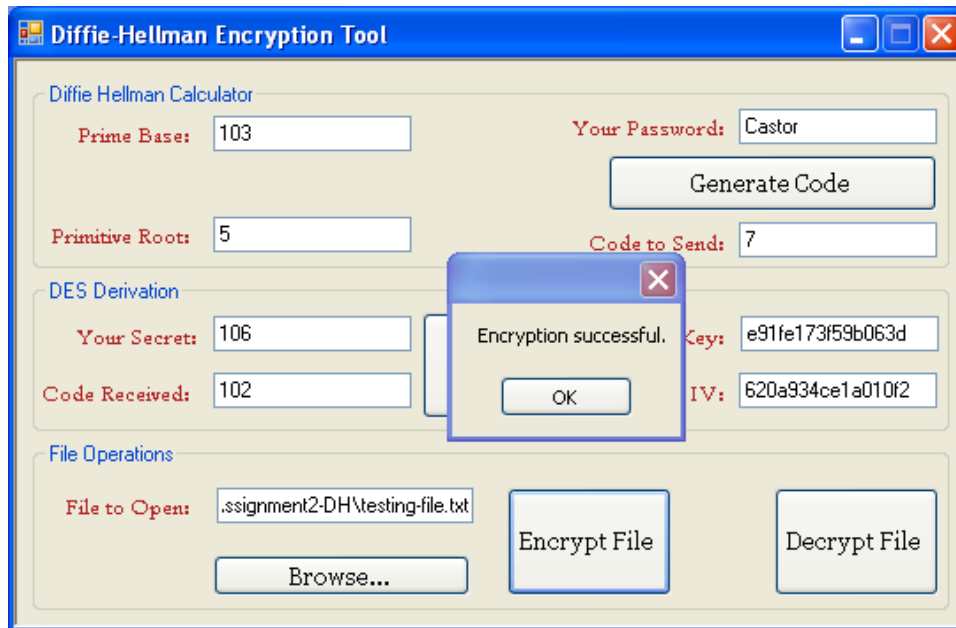 Diffie-Hellman Encryption Tool
Diffie Hellman Calculator
Prime Base: 103
Your Password: Castor
Generate Code
Primitive Root: 5
Code to Send: 7
DES Derivation
Your Secret: 106
Key: e91fe173f59b063d
Code Received: 102
IV: 620a934ce1a010f2
Encryption successful.
OK
File Operations
File to Open: .ssignment2-DH\testing-file.txt
Browse...
Encrypt File
Decrypt File